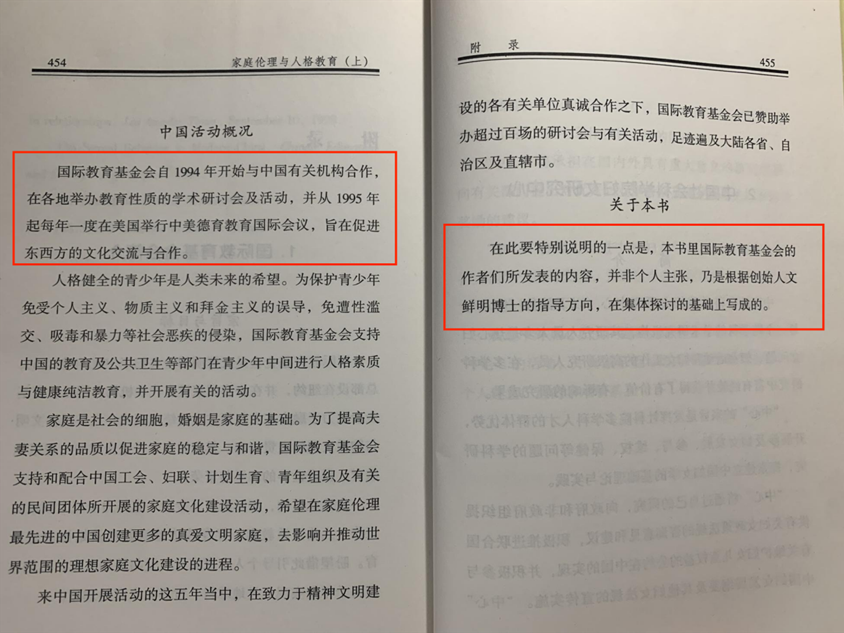 454
家庭伦理与人格教育（上）
中国活动概况
国际教育基金会自 1994 年开始与中国有关机构合作，
在各地举办教育性质的学术研讨会及活动，并从 1995 年
起每年一度在美国举行中美德育教育国际会议，旨在促进
东西方的文化交流与合作。
人格健全的青少年是人类未来的希望。为保护青少年
免受个人主义、物质主义和拜金主义的误导，免遭性滥
交、吸毒和暴力等社会恶疾的侵染，国际教育基金会支持
中国的教育及公共卫生等部门在青少年中间进行人格素质
与健康纯洁教育，并开展有关的活动。
家庭是社会的细胞，婚姻是家庭的基础。为了提高夫
妻关系的品质以促进家庭的稳定与和谐，国际教育基金会
支持和配合中国工会、妇联、计划生育、青年组织及有关
的民间团体所开展的家庭文化建设活动，希望在家庭伦理
最先进的中国创建更多的真爱文明家庭，去影响并推动世
界范围的理想家庭文化建设的进程。
来中国开展活动的这五年当中，在致力于精神文明建
附 录
455
设的各有关单位真诚合作之下，国际教育基金会已赞助举
办超过百场的研讨会与有关活动，足迹遍及大陆各省、自
治区及直辖市。
关于本书
在此要特别说明的一点是，本书里国际教育基金会的
作者们所发表的内容，并非个人主张，乃是根据创始人文
鲜明博士的指导方向，在集体探讨的基础上写成的。